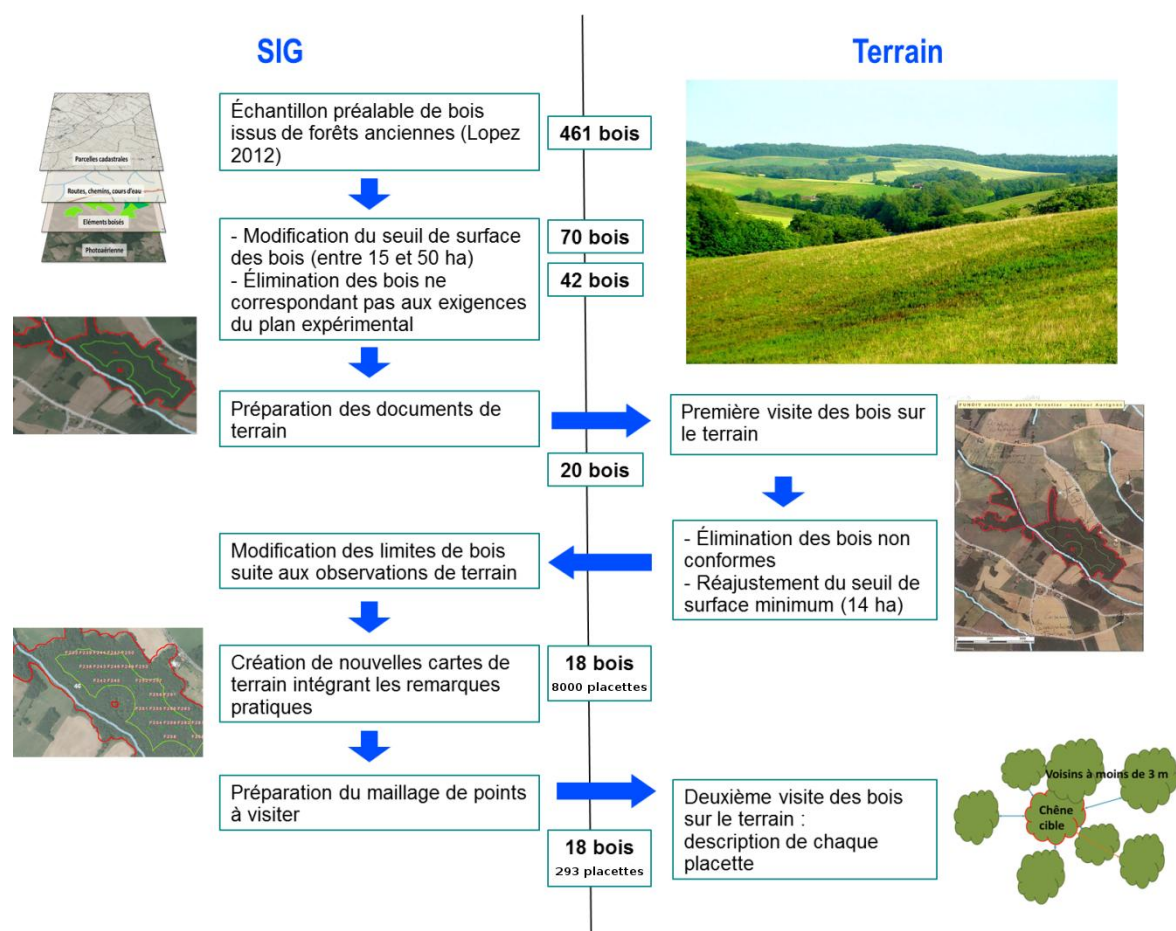 SIG
Terrain
Parcelles cadastrales
Routes, chemins, cours d'eau
Eléments boisés
Photoaérienne
Échantillon préalable de bois
issus de forêts anciennes (Lopez
2012)
461 bois
- Modification du seuil de surface
des bois (entre 15 et 50 ha)
- Élimination des bois ne
correspondant pas aux exigences
du plan expérimental
70 bois
42 bois
Préparation des documents de
terrain
Première visite des bois sur
le terrain
20 bois
- Élimination des bois non
conformes
- Réajustement du seuil de
surface minimum (14 ha)
Modification des limites de bois
suite aux observations de terrain
Création de nouvelles cartes de
terrain intégrant les remarques
pratiques
18 bois
8000 placettes
Préparation du maillage de points
à visiter
Deuxième visite des bois
sur le terrain :
description de chaque
placette
18 bois
293 placettes
Voisins à moins de 3 m
Chêne
cible